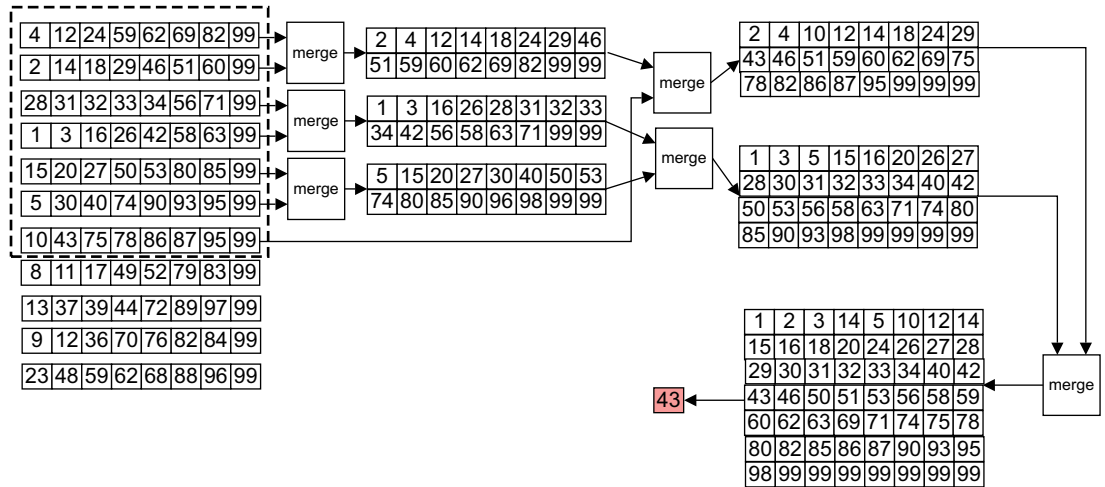 4 12 24 59 62 69 82 99
2 14 18 29 46 51 60 99
28 31 32 33 34 56 71 99
1 3 16 26 42 58 63 99
15 20 27 50 53 80 85 99
5 30 40 74 90 93 95 99
10 43 75 78 86 87 95 99
8 11 17 49 52 79 83 99
13 37 39 44 72 89 97 99
9 12 36 70 76 82 84 99
23 48 59 62 68 88 96 99
merge
merge
merge
2 4 12 14 18 24 29 46
51 59 60 62 69 82 99 99
1 3 16 26 28 31 32 33
34 42 56 58 63 71 99 99
5 15 20 27 30 40 50 53
74 80 85 90 96 98 99 99
merge
merge
2 4 10 12 14 18 24 29
43 46 51 59 60 62 69 75
78 82 86 87 95 99 99 99
1 3 5 15 16 20 26 27
28 30 31 32 33 34 40 42
50 53 56 58 63 71 74 80
85 90 93 98 99 99 99 99
merge
1 2 3 14 5 10 12 14
15 16 18 20 24 26 27 28
29 30 31 32 33 34 40 42
43 46 50 51 53 56 58 59
60 62 63 69 71 74 75 78
80 82 85 86 87 90 93 95
98 99 99 99 99 99 99 99
43